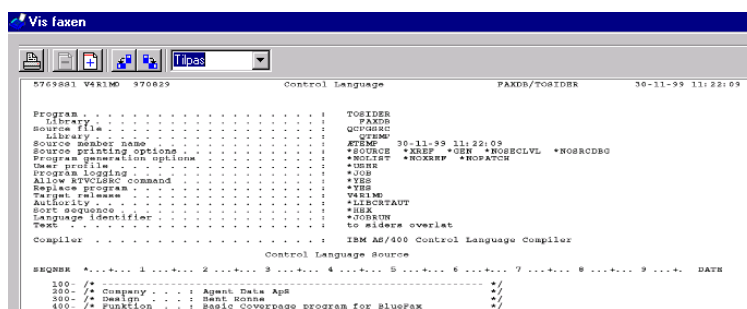 Vis faxen
Tilpas
5769SS1 V4R1M0 970829 Control Language FAXDB/TOSIDER 30-11-99 11:22:09
Program . . . . . . . . . . . . . . . . . . . : TOSIDER
Library . . . . . . . . . . . . . . . . . . : FAXDB
Source file . . . . . . . . . . . . . . . . . : QCPGSRC
Library . . . . . . . . . . . . . . . . . . : QTEMP
Source member name . . . . . . . . . . . . . : ÆTEMP 30-11-99 11:22:09
Source printing options . . . . . . . . . . . : *SOURCE *XREF *GEN *NOSECLVL *NOSRCDBG
Program generation options . . . . . . . . . : *NOLIST *NOXREF *NOPATCH
User profile . . . . . . . . . . . . . . . . : *USER
Program logging . . . . . . . . . . . . . . . : *JOB
Allow RTVCLSRC command . . . . . . . . . . . : *YES
Replace program . . . . . . . . . . . . . . . : *YES
Target release . . . . . . . . . . . . . . . : V4R1M0
Authority . . . . . . . . . . . . . . . . . . : *LIBCRTAUT
Sort sequence . . . . . . . . . . . . . . . . : *HEX
Language identifier . . . . . . . . . . . . . : *JOBRUN
Text . . . . . . . . . . . . . . . . . . . . : to siders overlat
Compiler . . . . . . . . . . . . . . . . . . : IBM AS/400 Control Language Compiler
Control Language Source
SEQNBR *...+... 1 ...+... 2 ...+... 3 ...+... 4 ...+... 5 ...+... 6 ...+... 7 ...+... 8 ...+... 9 ...+. DATE
100- /* ---------------------------------------------------------- */
200- /* Company . . . : Agent Data ApS */
300- /* Design . . . : Bent Ronne */
400- /* Funktion . . : Basic Coverpage program for BlueFax */